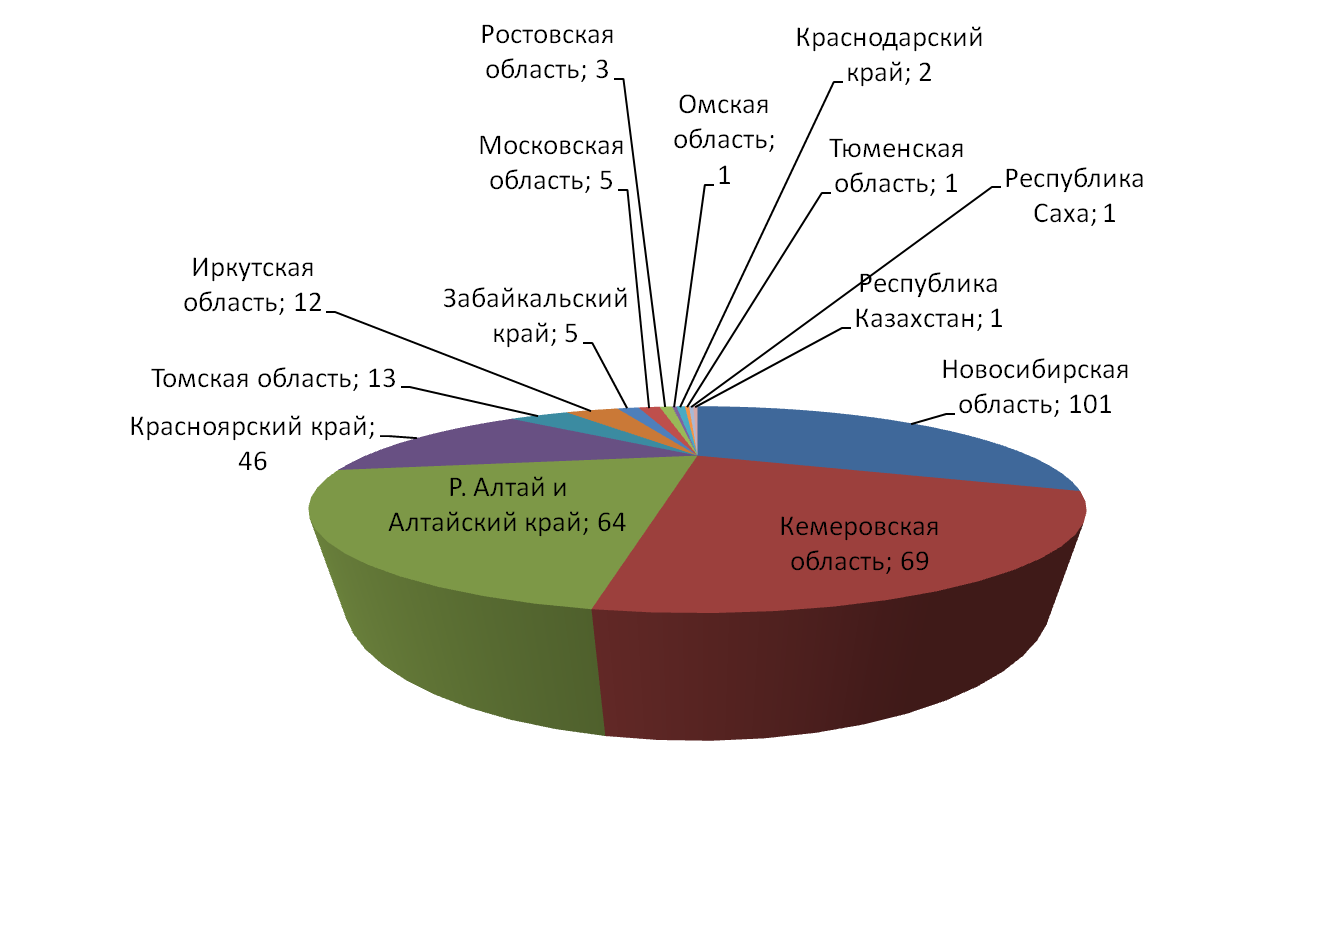 Ростовская
область; 3
Краснодарский
край; 2
Омская
область;
1
Московская
область; 5
Тюменская
область; 1
Республика
Саха; 1
Иркутская
область; 12
Забайкальский
край; 5
Республика
Казахстан; 1
Томская область; 13
Новосибирская
область; 101
Красноярский край;
46
Р. Алтай и
Алтайский край; 64
Кемеровская
область; 69